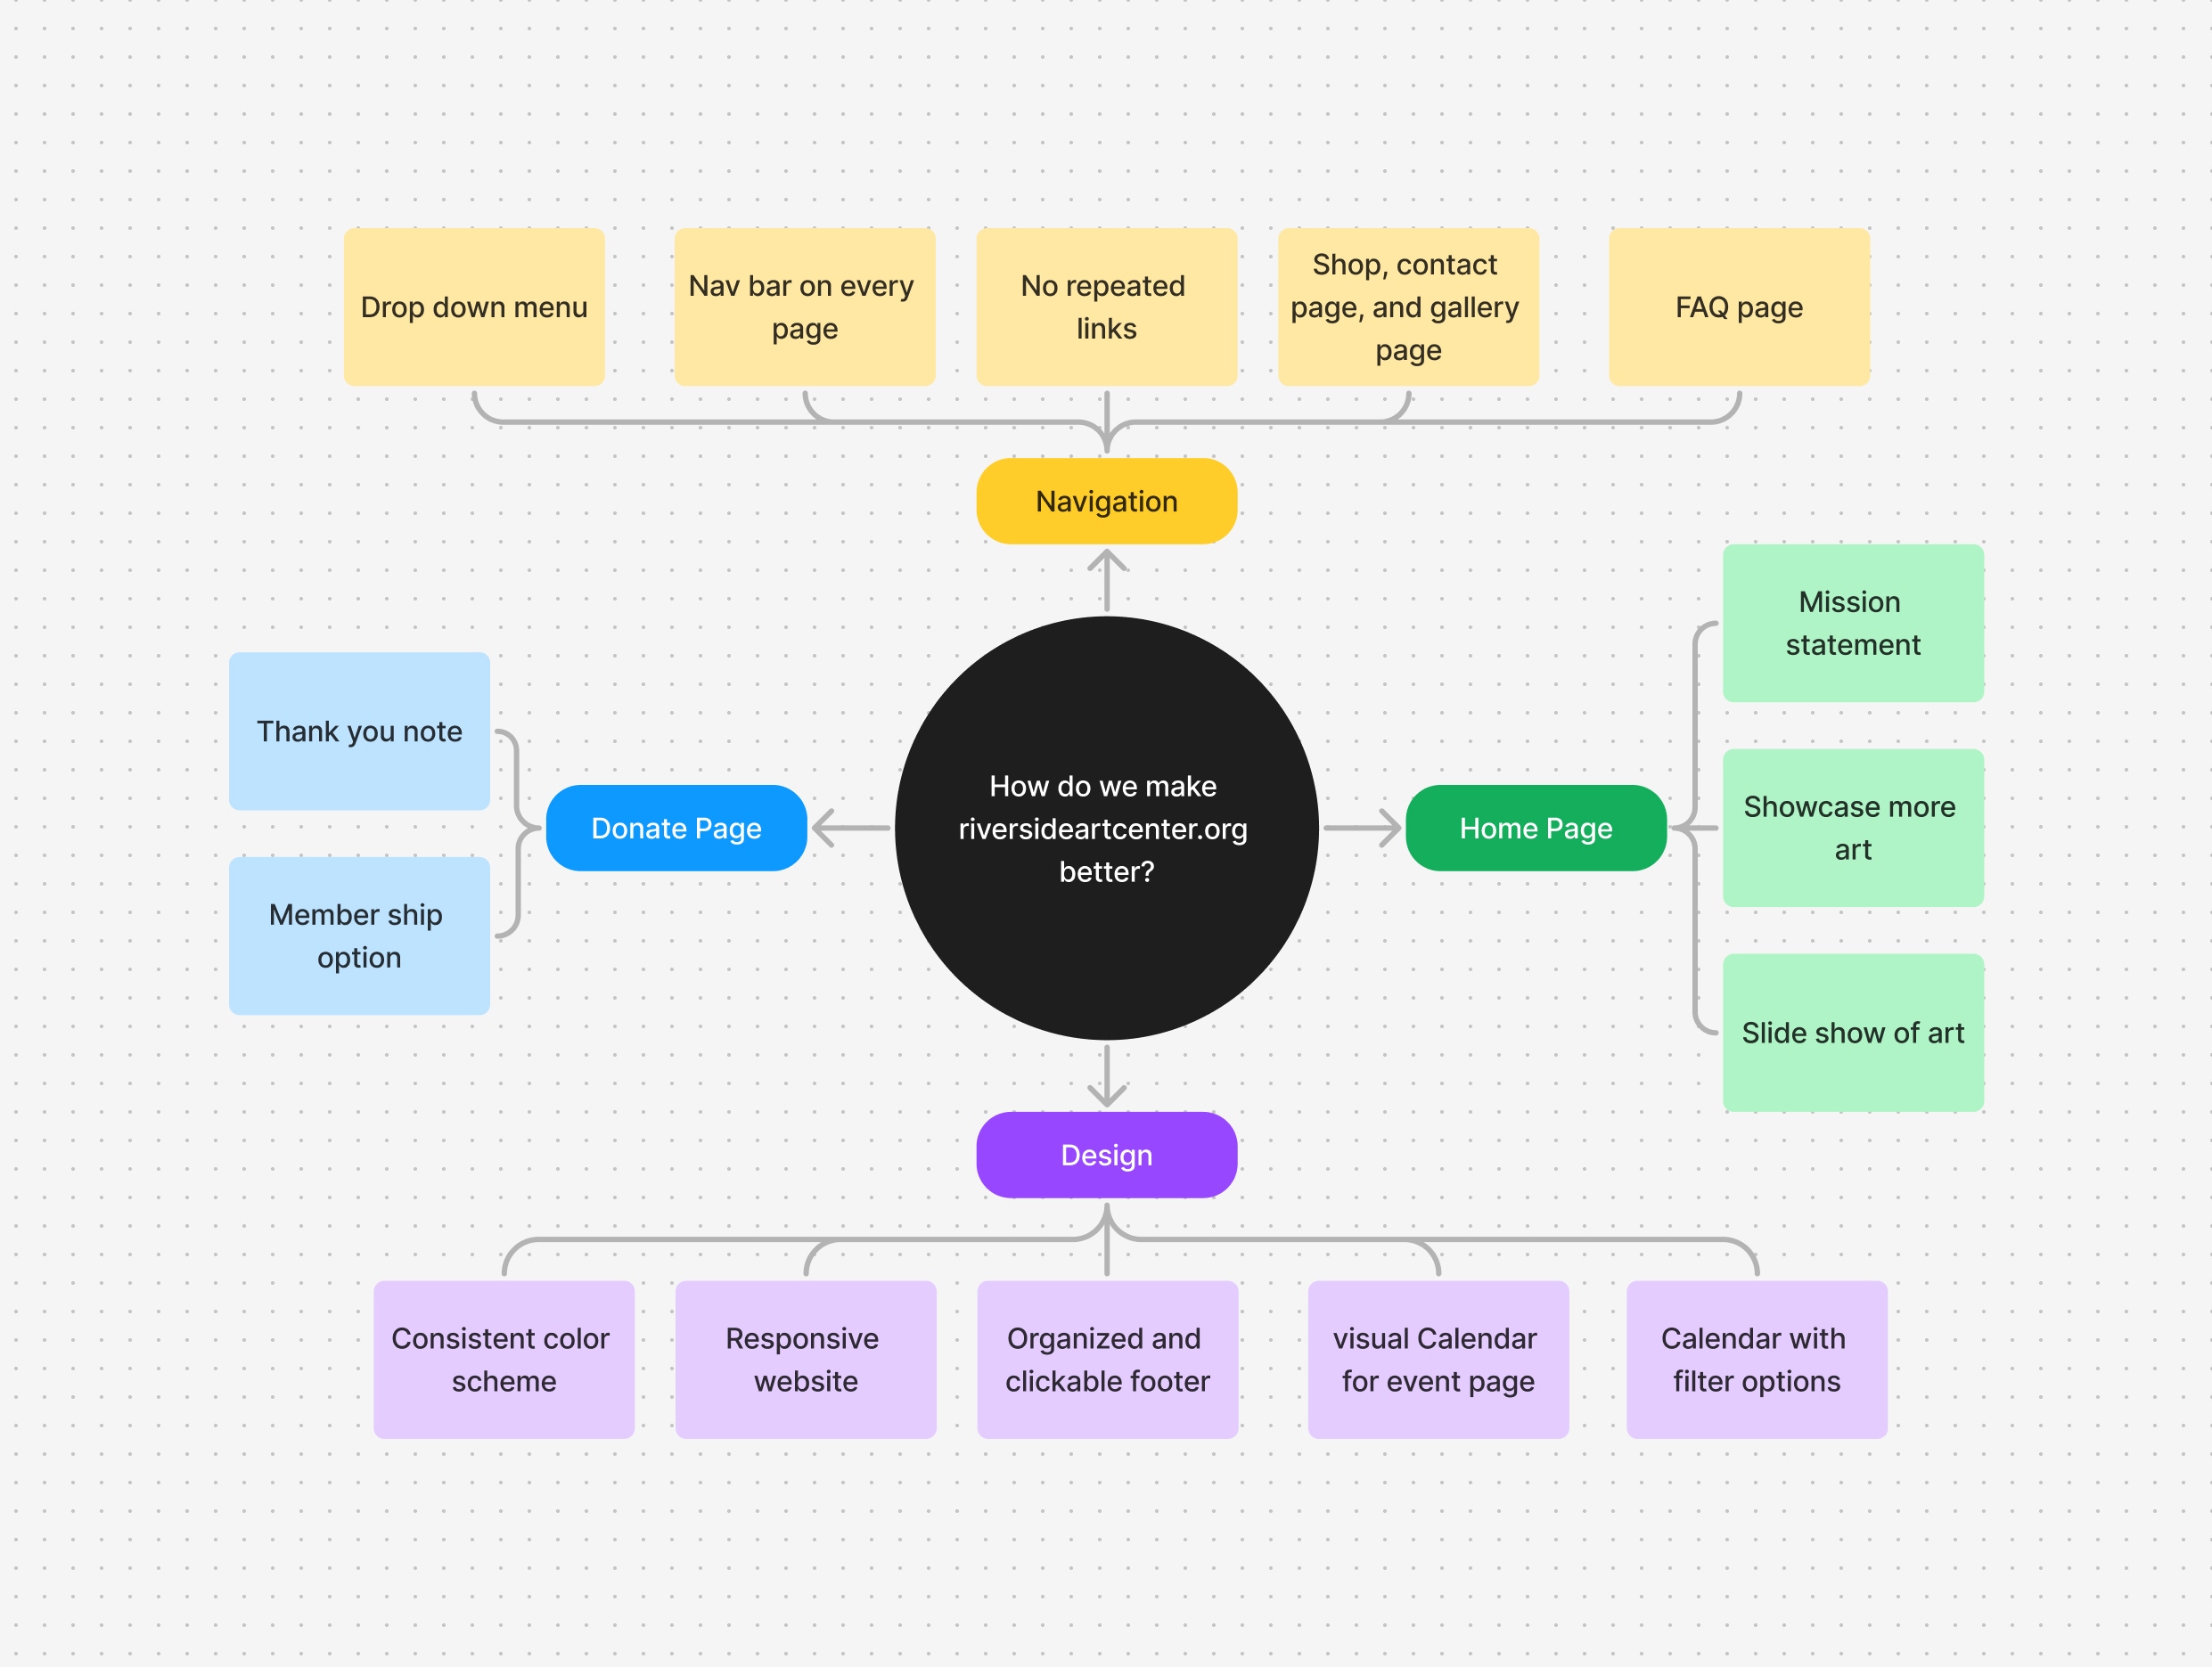 Drop down menu
Nav bar on every
page
No repeated
links
Shop, contact
page, and gallery
page
FAQ page
Navigation
Mission
statement
Thank you note
Showcase more
art
How do we make
riversideartcenter.org
better?
Donate Page
Home Page
Member ship
option
Slide show of art
Design
Consistent color
scheme
Responsive
website
Organized and
clickable footer
visual Calendar
for event page
Calendar with
filter options